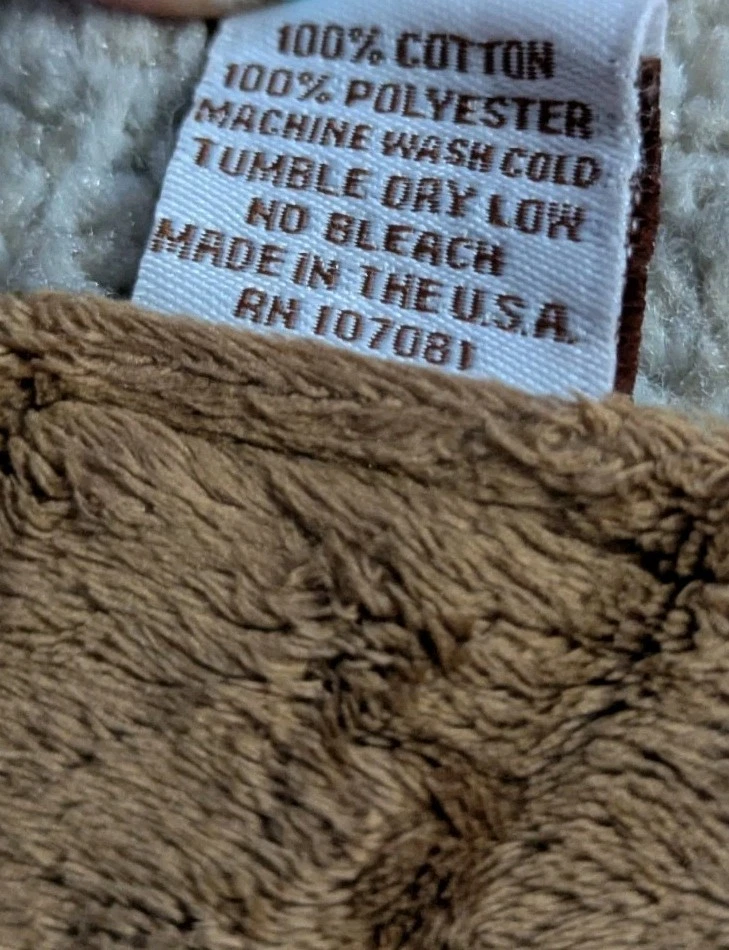 100% COTTON
100% POLYESTER
MACHINE WASH COLD
TUMBLE DRY LOW
NO BLEACH
MADE IN THE U.S.A.
RN 107081